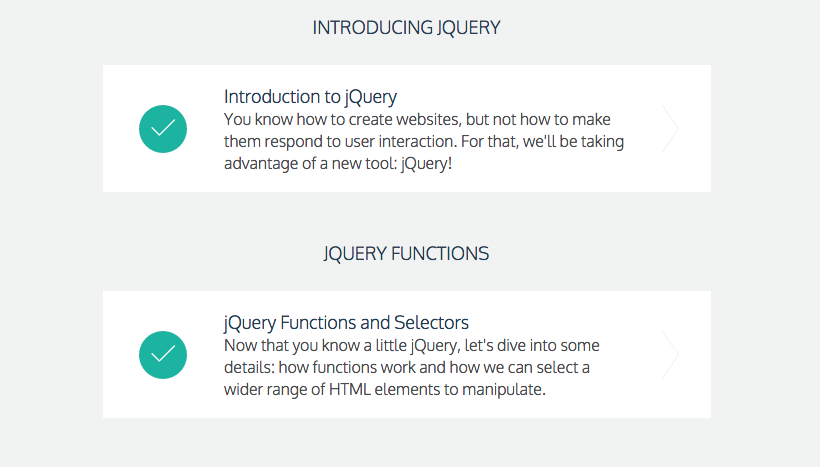 INTRODUCING JQUERY
Introduction to jQuery
You know how to create websites, but not how to make
them respond to user interaction. For that, we'll be taking
advantage of a new tool: jQuery!
JQUERY FUNCTIONS
jQuery Functions and Selectors
Now that you know a little jQuery, let's dive into some
details: how functions work and how we can select a
wider range of HTML elements to manipulate.